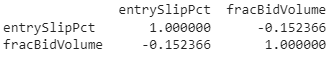 entrySlipPct fracBidVolume
entrySlipPct 1.000000 -0.152366
fracBidVolume -0.152366 1.000000